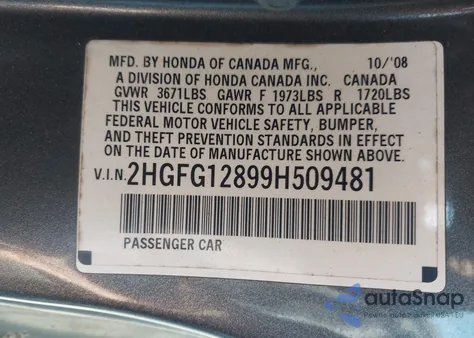 MFD. BY HONDA OF CANADA MFG., 10/'08
A DIVISION OF HONDA CANADA INC. CANADA
GVWR 3671LBS GAWR F 1973LBS R 1720LBS
THIS VEHICLE CONFORMS TO ALL APPLICABLE
FEDERAL MOTOR VEHICLE SAFETY, BUMPER,
AND THEFT PREVENTION STANDARDS IN EFFECT
ON THE DATE OF MANUFACTURE SHOWN ABOVE.
V.I.N. 2HGFG12899H509481
PASSENGER CAR
autoSnap